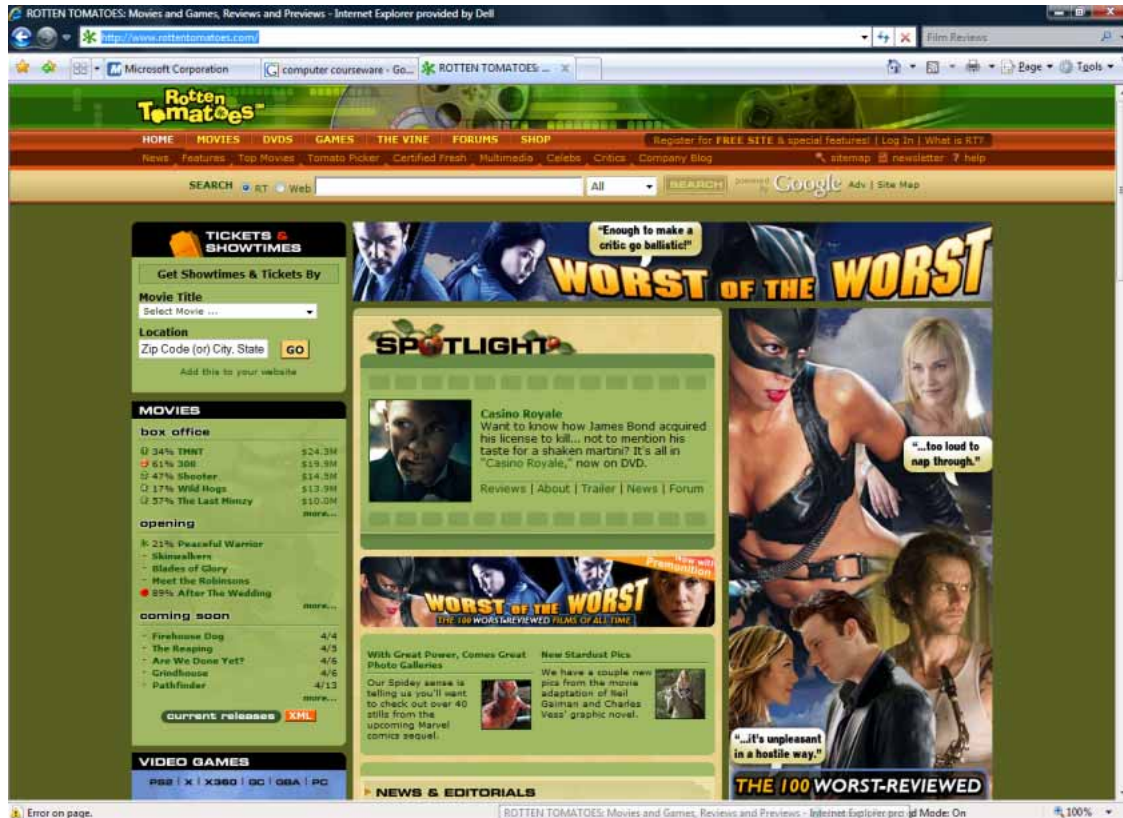 ROTTEN TOMATOES: Movies and Games, Reviews and Previews - Internet Explorer provided by Dell
http://www.rottentomatoes.com/
Film Reviews
Microsoft Corporation
computer courseware - Go...
ROTTEN TOMATOES: ...
Page
Tools
Rotten
Tomatoes
HOME MOVIES DVDS GAMES THE VINE FORUMS SHOP
Register for FREE SITE & special features! | Log In | What is RT?
News Features Top Movies Tomato Picker Certified Fresh Multimedia Celebs Critics Company Blog
sitemap newsletter ? help
SEARCH RT Web All SEARCH powered by Google Adv | Site Map
TICKETS &
SHOWTIMES
Get Showtimes & Tickets By
Movie Title
Select Movie ...
Location
Zip Code (or) City, State GO
Add this to your website
"Enough to make a
critic go ballistic!"
WORST OF THE WORST
SPOTLIGHT
Casino Royale
Want to know how James Bond acquired
his license to kill... not to mention his
taste for a shaken martini? It's all in
"Casino Royale," now on DVD.
Reviews | About | Trailer | News | Forum
"...too loud to
nap through."
MOVIES
box office
34% TMNT $24.3M
61% 300 $19.9M
47% Shooter $14.5M
17% Wild Hogs $13.9M
57% The Last Mimzy $10.0M
more...
opening
21% Peaceful Warrior
- Skinwalkers
- Blades of Glory
- Meet the Robinsons
89% After The Wedding
more...
coming soon
- Firehouse Dog 4/4
- The Reaping 4/5
- Are We Done Yet? 4/6
- Grindhouse 4/6
- Pathfinder 4/13
more...
current releases XML
Now with
Premonition
WORST OF THE WORST
THE 100 WORST-REVIEWED FILMS OF ALL TIME
With Great Power, Comes Great
Photo Galleries
Our Spidey sense is
telling us you'll want
to check out over 40
stills from the
upcoming Marvel
comics sequel.
New Stardust Pics
We have a couple new
pics from the movie
adaptation of Neil
Gaiman and Charles
Vess' graphic novel.
"...it's unpleasant
in a hostile way."
THE 100 WORST-REVIEWED
VIDEO GAMES
PS2 | X | X360 | GC | GBA | PC
NEWS & EDITORIALS
Error on page.
ROTTEN TOMATOES: Movies and Games, Reviews and Previews - Internet Explorer pro
d Mode: On
100%